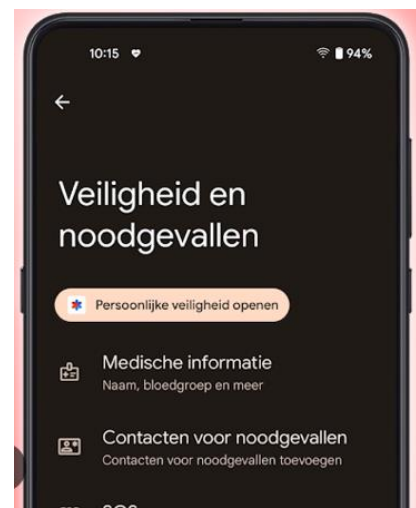 10:15 94%
Veiligheid en
noodgevallen
Persoonlijke veiligheid openen
Medische informatie
Naam, bloedgroep en meer
Contacten voor noodgevallen
Contacten voor noodgevallen toevoegen
SOS